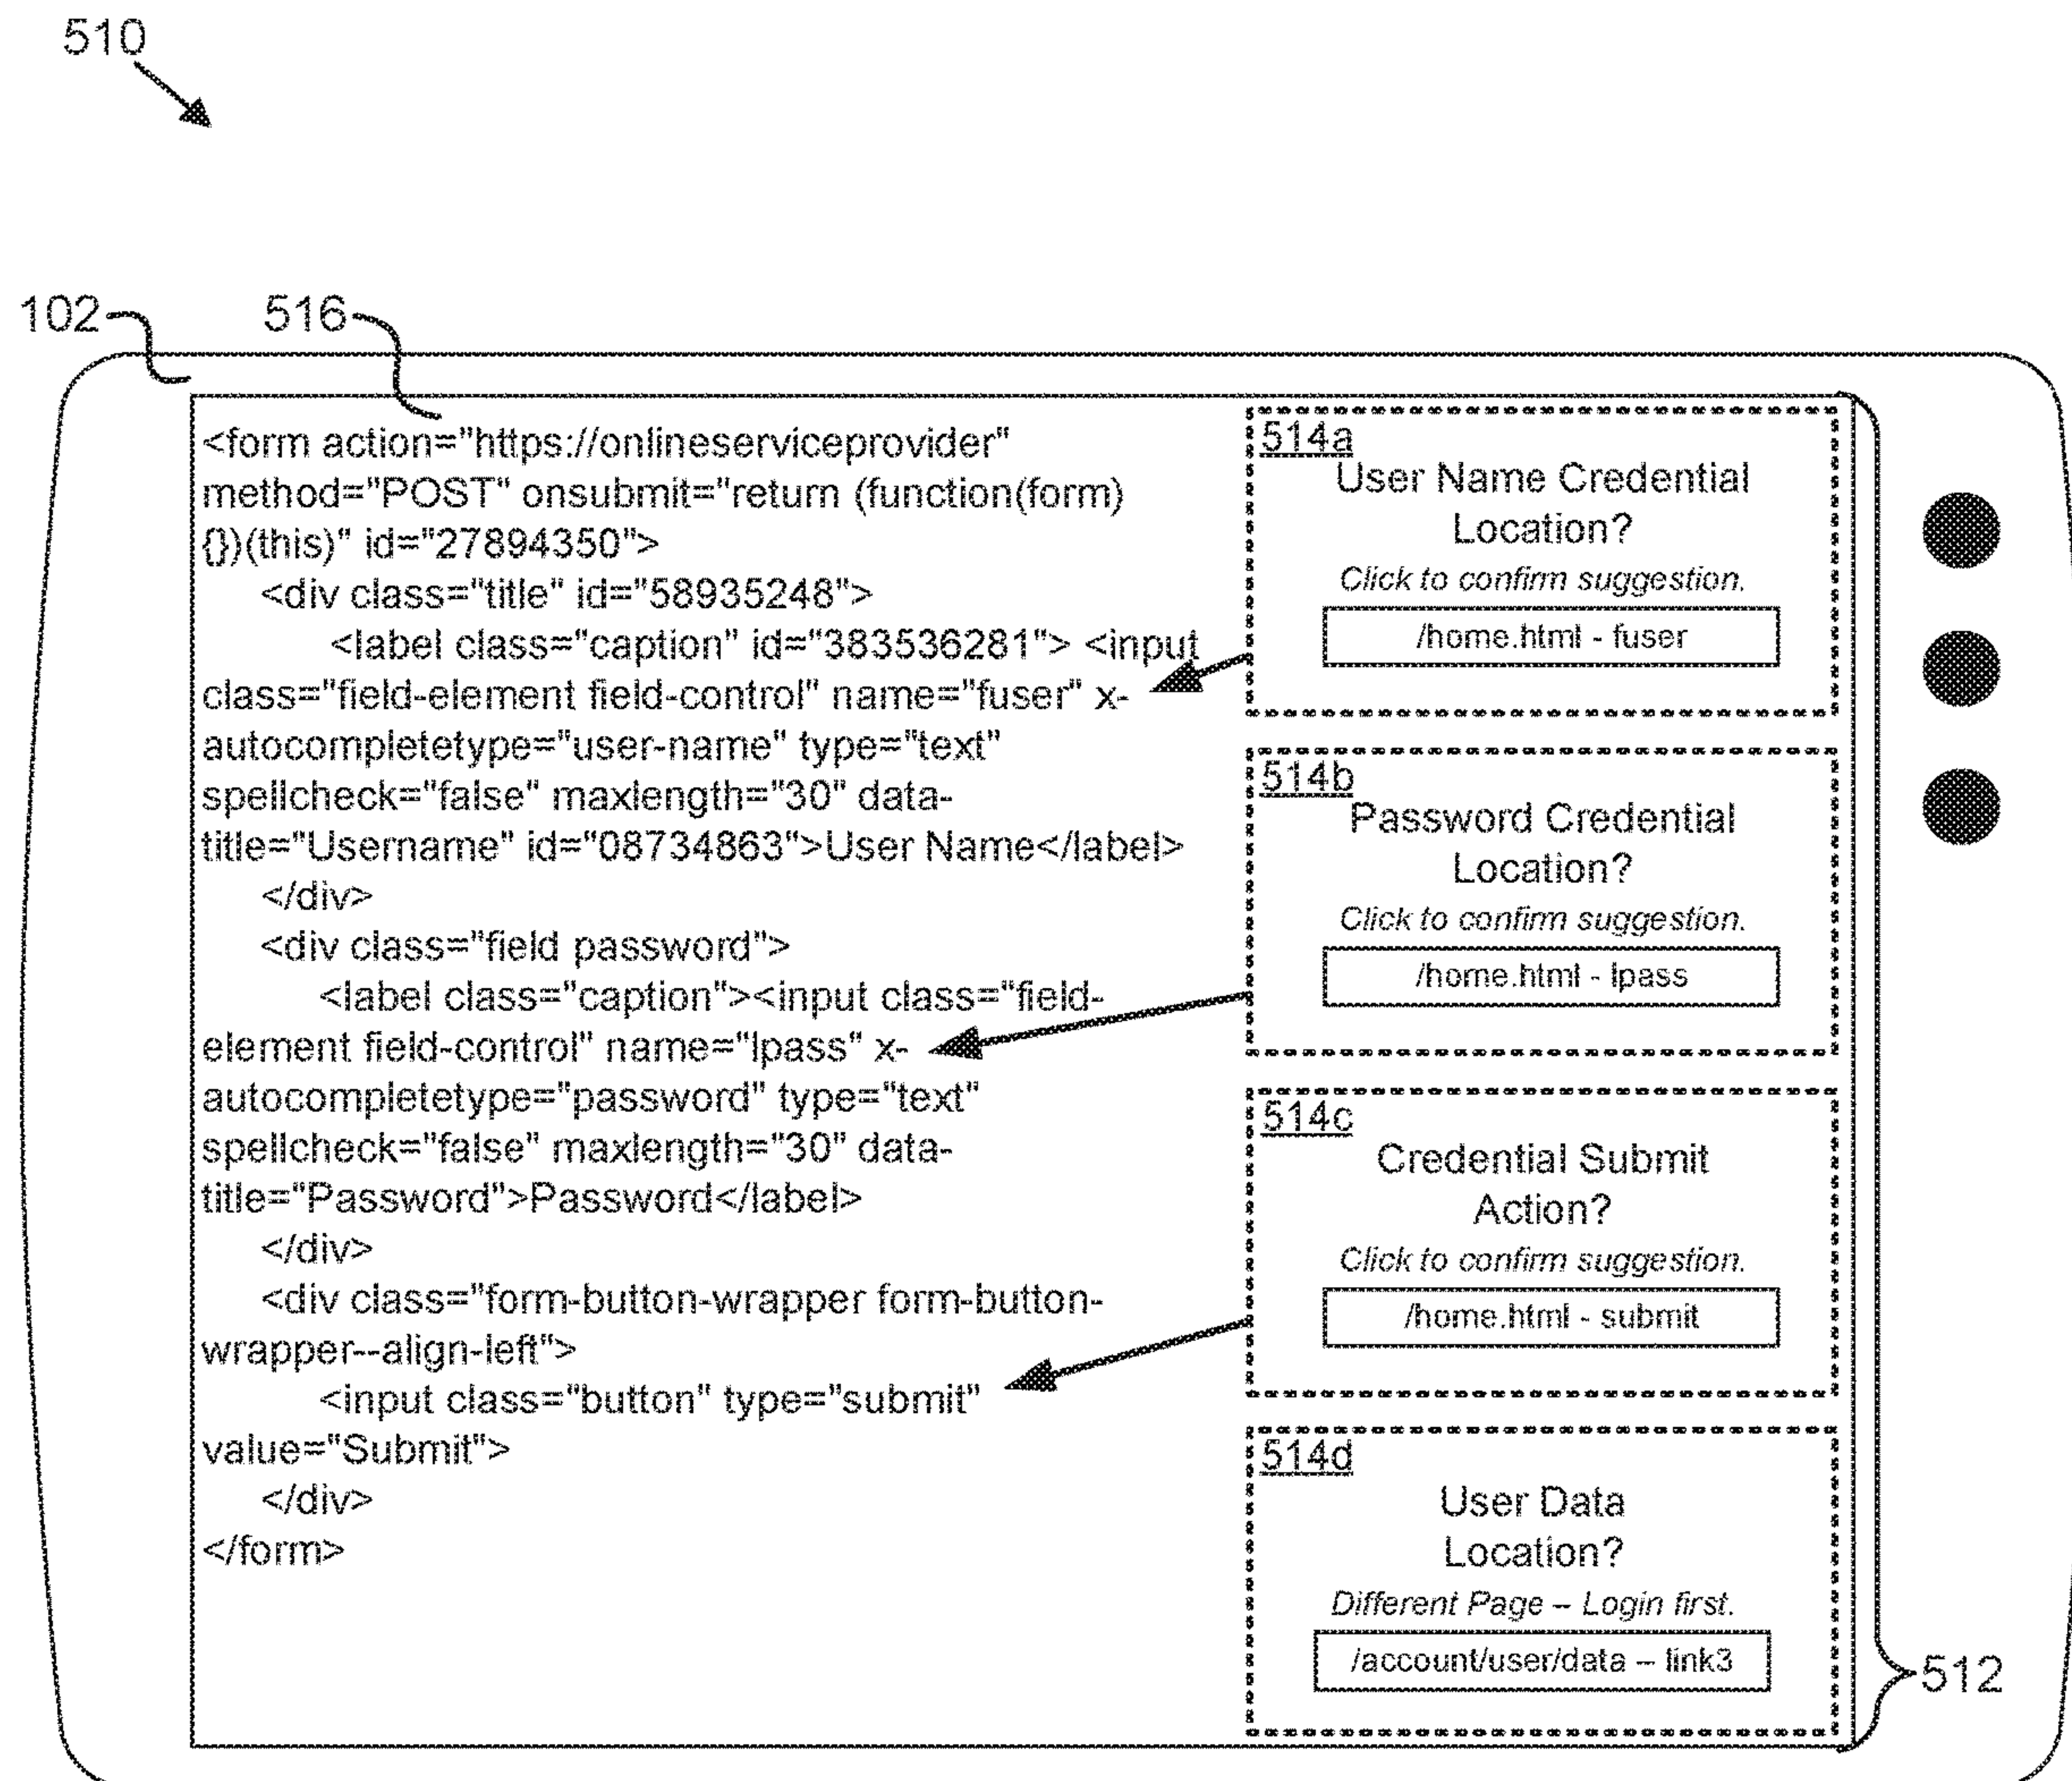 510
102
516
<form action="https://onlineserviceprovider"
method="POST" onsubmit="return (function(form)
{})(this)" id="27894350">
<div class="title" id="58935248">
<label class="caption" id="383536281"> <input
class="field-element field-control" name="fuser" x-
autocompletetype="user-name" type="text"
spellcheck="false" maxlength="30" data-
title="Username" id="08734863">User Name</label>
</div>
<div class="field password">
<label class="caption"><input class="field-
element field-control" name="lpass" x-
autocompletetype="password" type="text"
spellcheck="false" maxlength="30" data-
title="Password">Password</label>
</div>
<div class="form-button-wrapper form-button-
wrapper--align-left">
<input class="button" type="submit"
value="Submit">
</div>
</form>
514a
User Name Credential
Location?
Click to confirm suggestion.
/home.html - fuser
514b
Password Credential
Location?
Click to confirm suggestion.
/home.html - lpass
514c
Credential Submit
Action?
Click to confirm suggestion.
/home.html - submit
514d
User Data
Location?
Different Page – Login first.
/account/user/data – link3
512